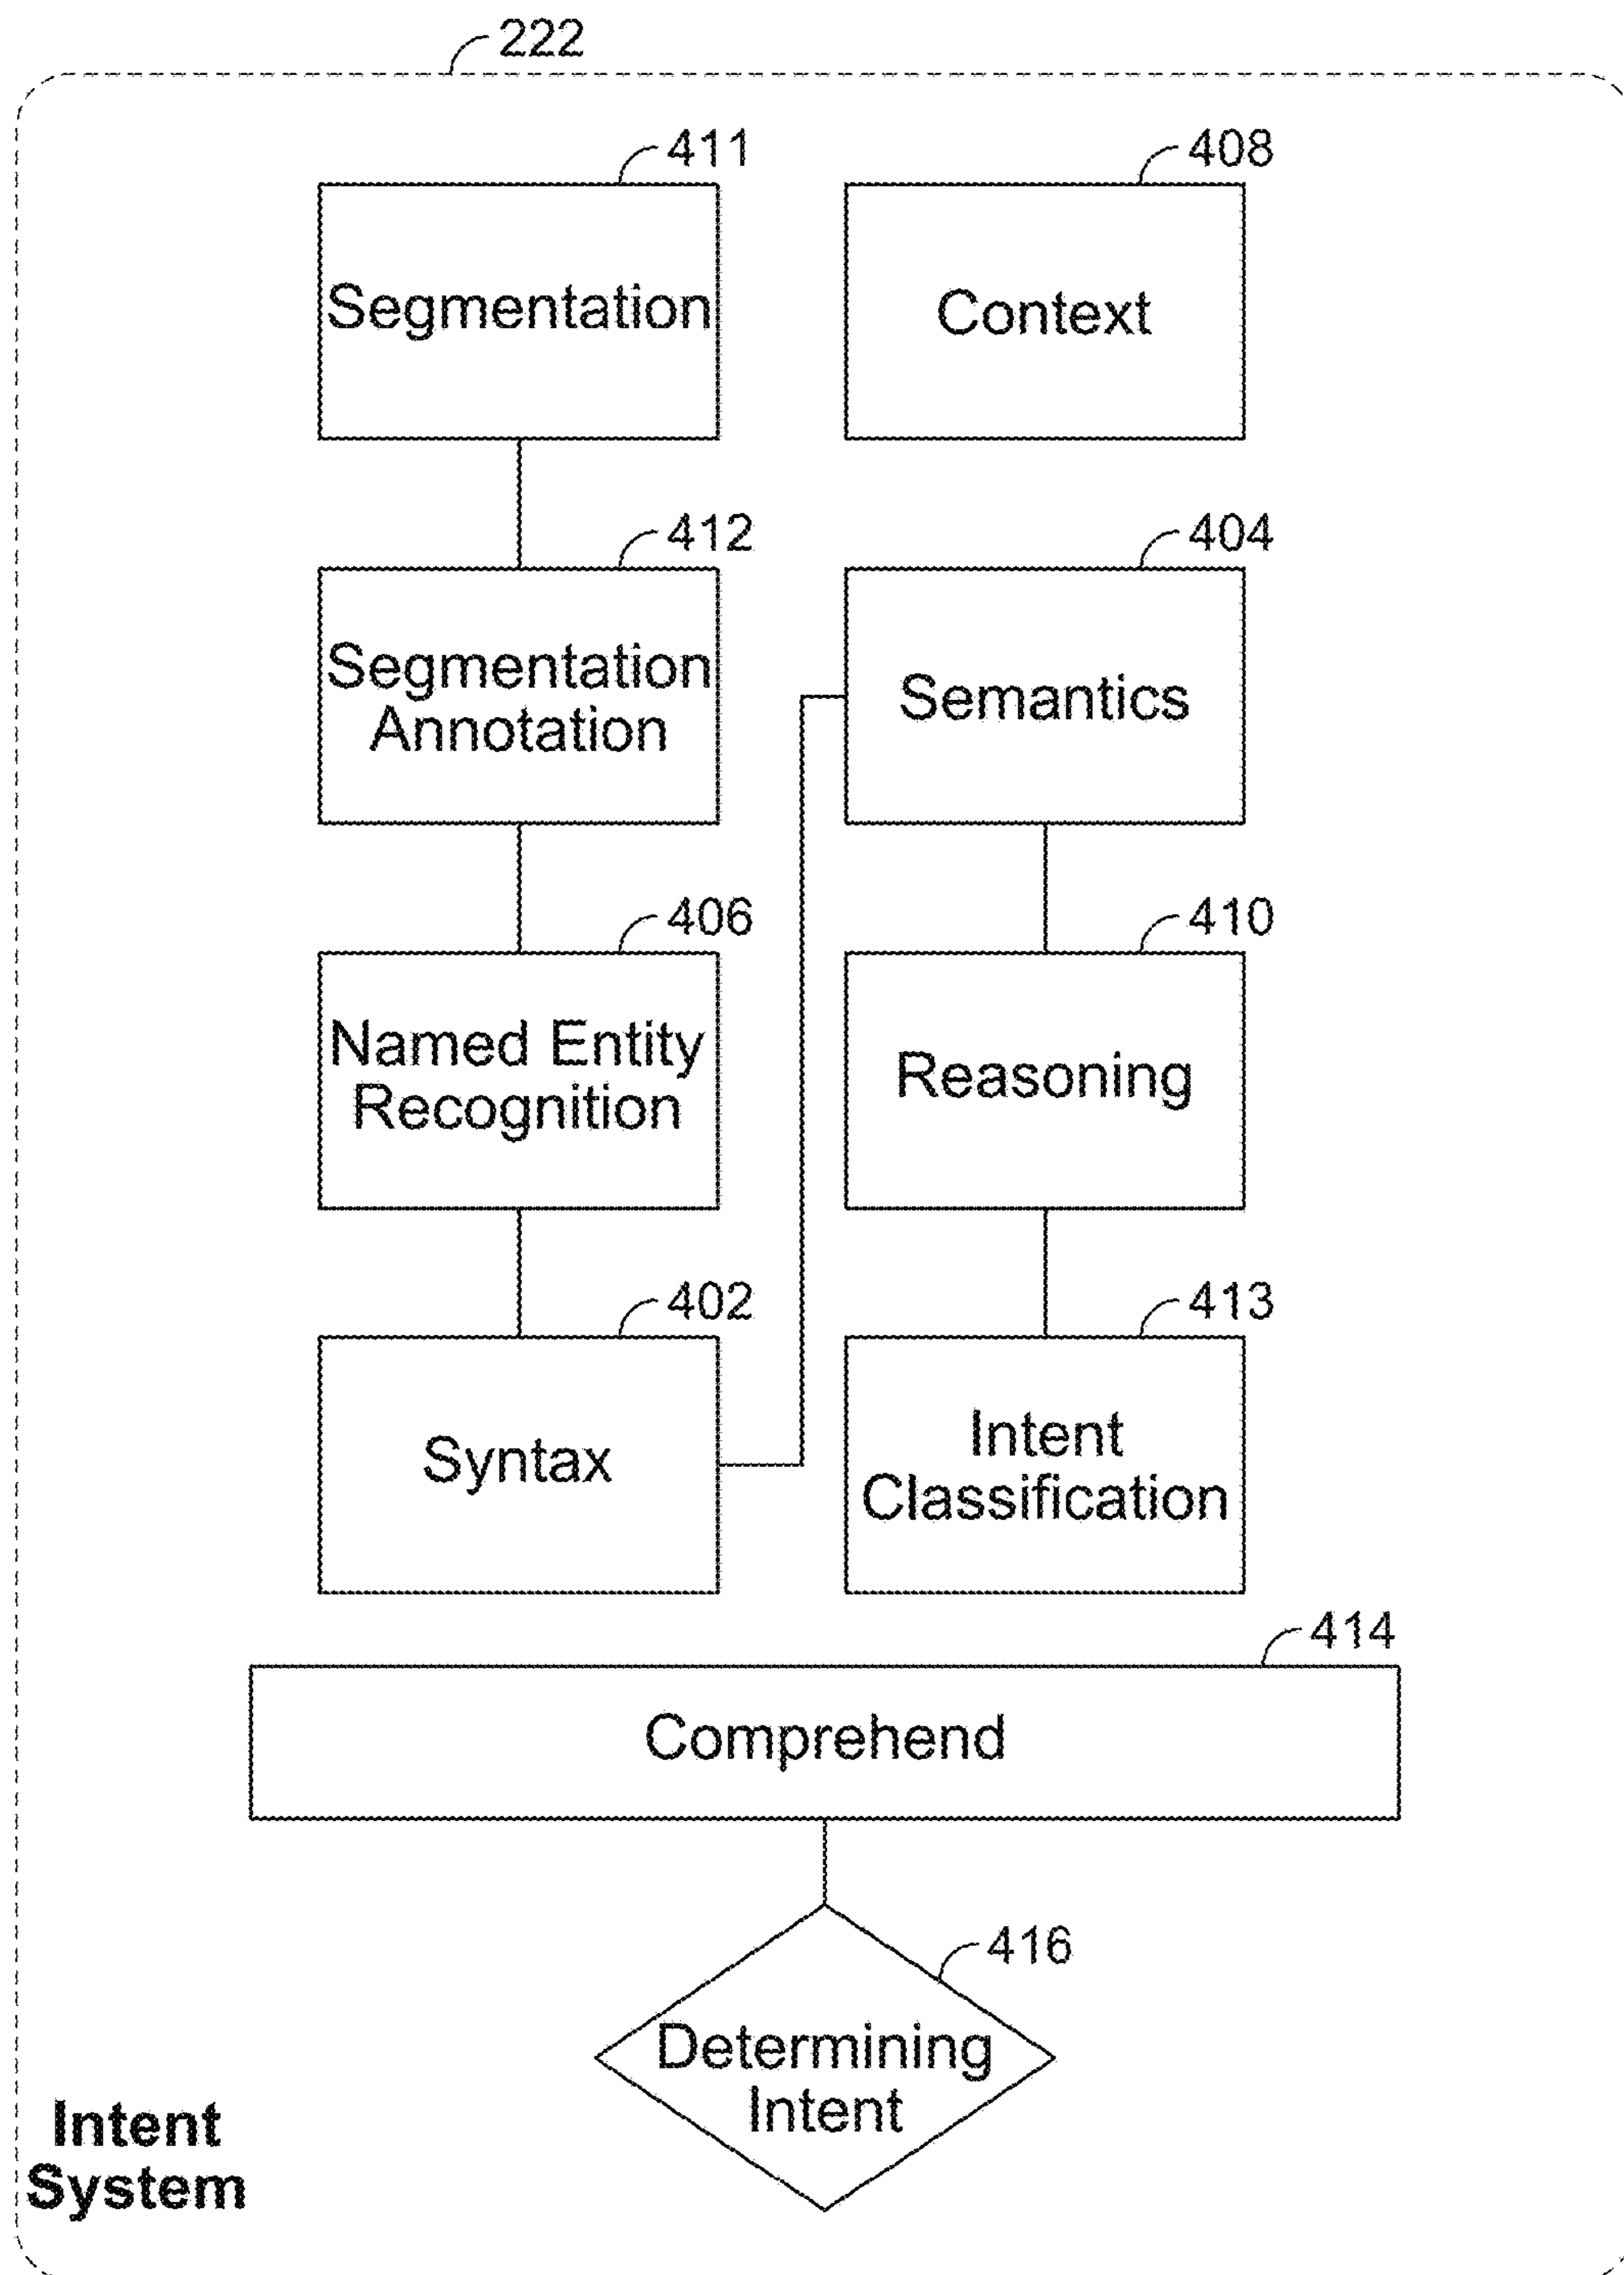 222
411
408
Segmentation
Context
412
404
Segmentation
Annotation
Semantics
406
410
Named Entity
Recognition
Reasoning
402
413
Syntax
Intent
Classification
414
Comprehend
416
Determining
Intent
Intent
System